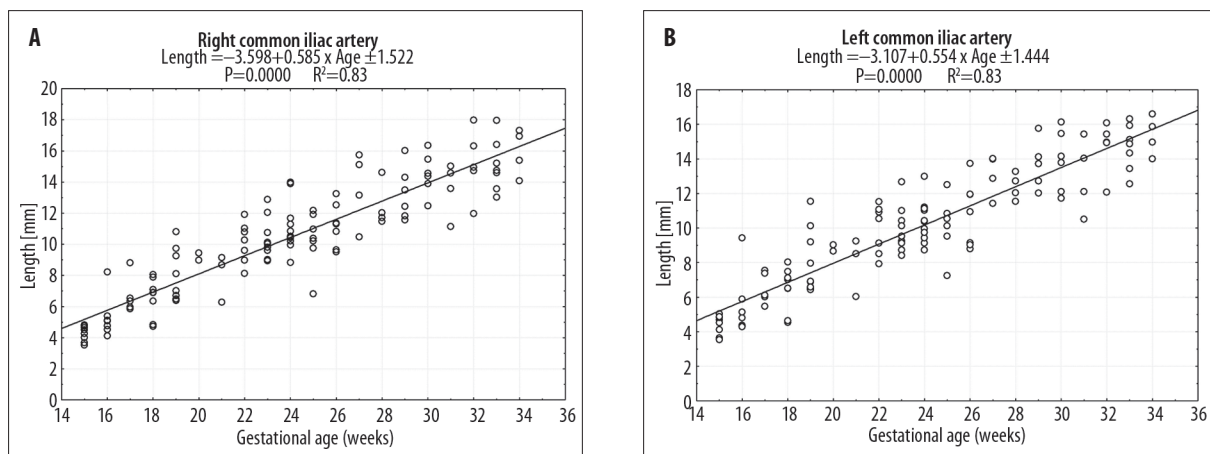 A
Right common iliac artery
Length =–3.598+0.585 x Age ±1.522
P=0.0000 R²=0.83
20
18
16
14
12
10
8
6
4
2
0
Length [mm]
14 16 18 20 22 24 26 28 30 32 34 36
Gestational age (weeks)
B
Left common iliac artery
Length =–3.107+0.554 x Age ±1.444
P=0.0000 R²=0.83
18
16
14
12
10
8
6
4
2
0
Length [mm]
14 16 18 20 22 24 26 28 30 32 34 36
Gestational age (weeks)